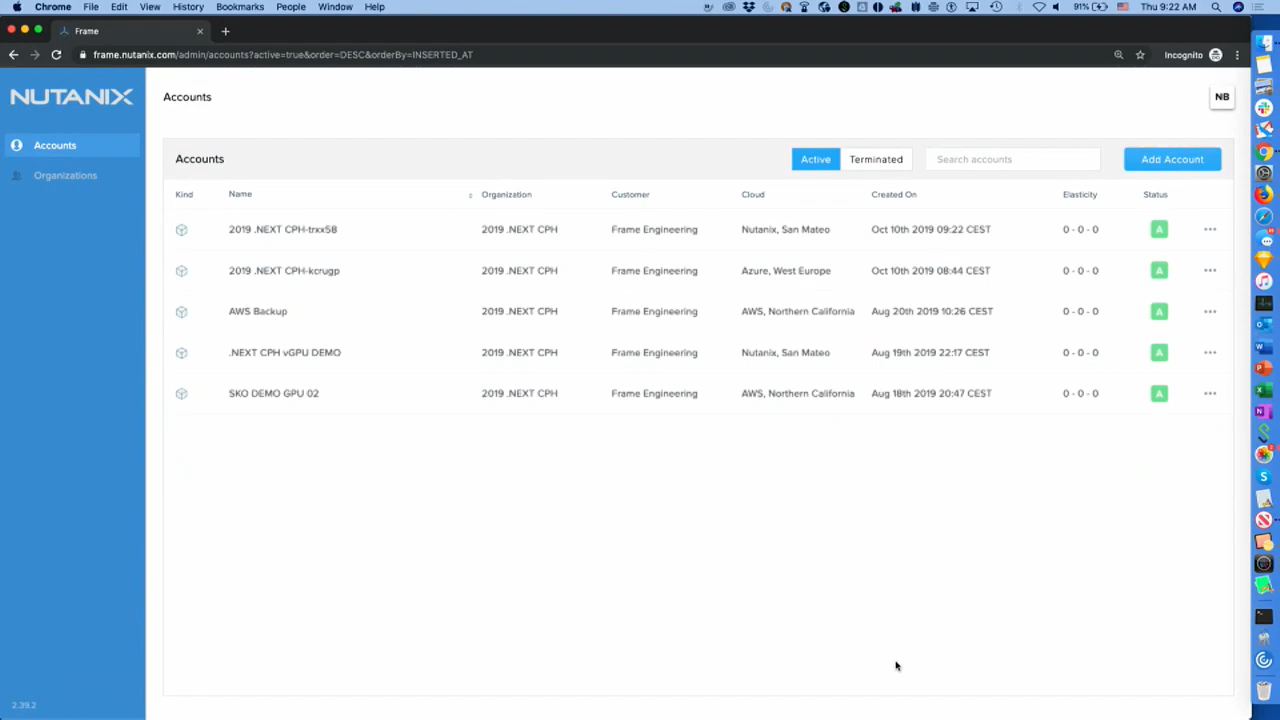 Chrome File Edit View History Bookmarks People Window Help 91% Thu 9:22 AM
Frame
frame.nutanix.com/admin/accounts?active=true&order=DESC&orderBy=INSERTED_AT Incognito
NUTANIX
Accounts
Organizations
2.39.2
Accounts NB
Accounts Active Terminated Search accounts Add Account
Kind Name Organization Customer Cloud Created On Elasticity Status
2019 .NEXT CPH-trxx58 2019 .NEXT CPH Frame Engineering Nutanix, San Mateo Oct 10th 2019 09:22 CEST 0 - 0 - 0 A
2019 .NEXT CPH-kcrugp 2019 .NEXT CPH Frame Engineering Azure, West Europe Oct 10th 2019 08:44 CEST 0 - 0 - 0 A
AWS Backup 2019 .NEXT CPH Frame Engineering AWS, Northern California Aug 20th 2019 10:26 CEST 0 - 0 - 0 A
.NEXT CPH vGPU DEMO 2019 .NEXT CPH Frame Engineering Nutanix, San Mateo Aug 19th 2019 22:17 CEST 0 - 0 - 0 A
SKO DEMO GPU 02 2019 .NEXT CPH Frame Engineering AWS, Northern California Aug 18th 2019 20:47 CEST 0 - 0 - 0 A